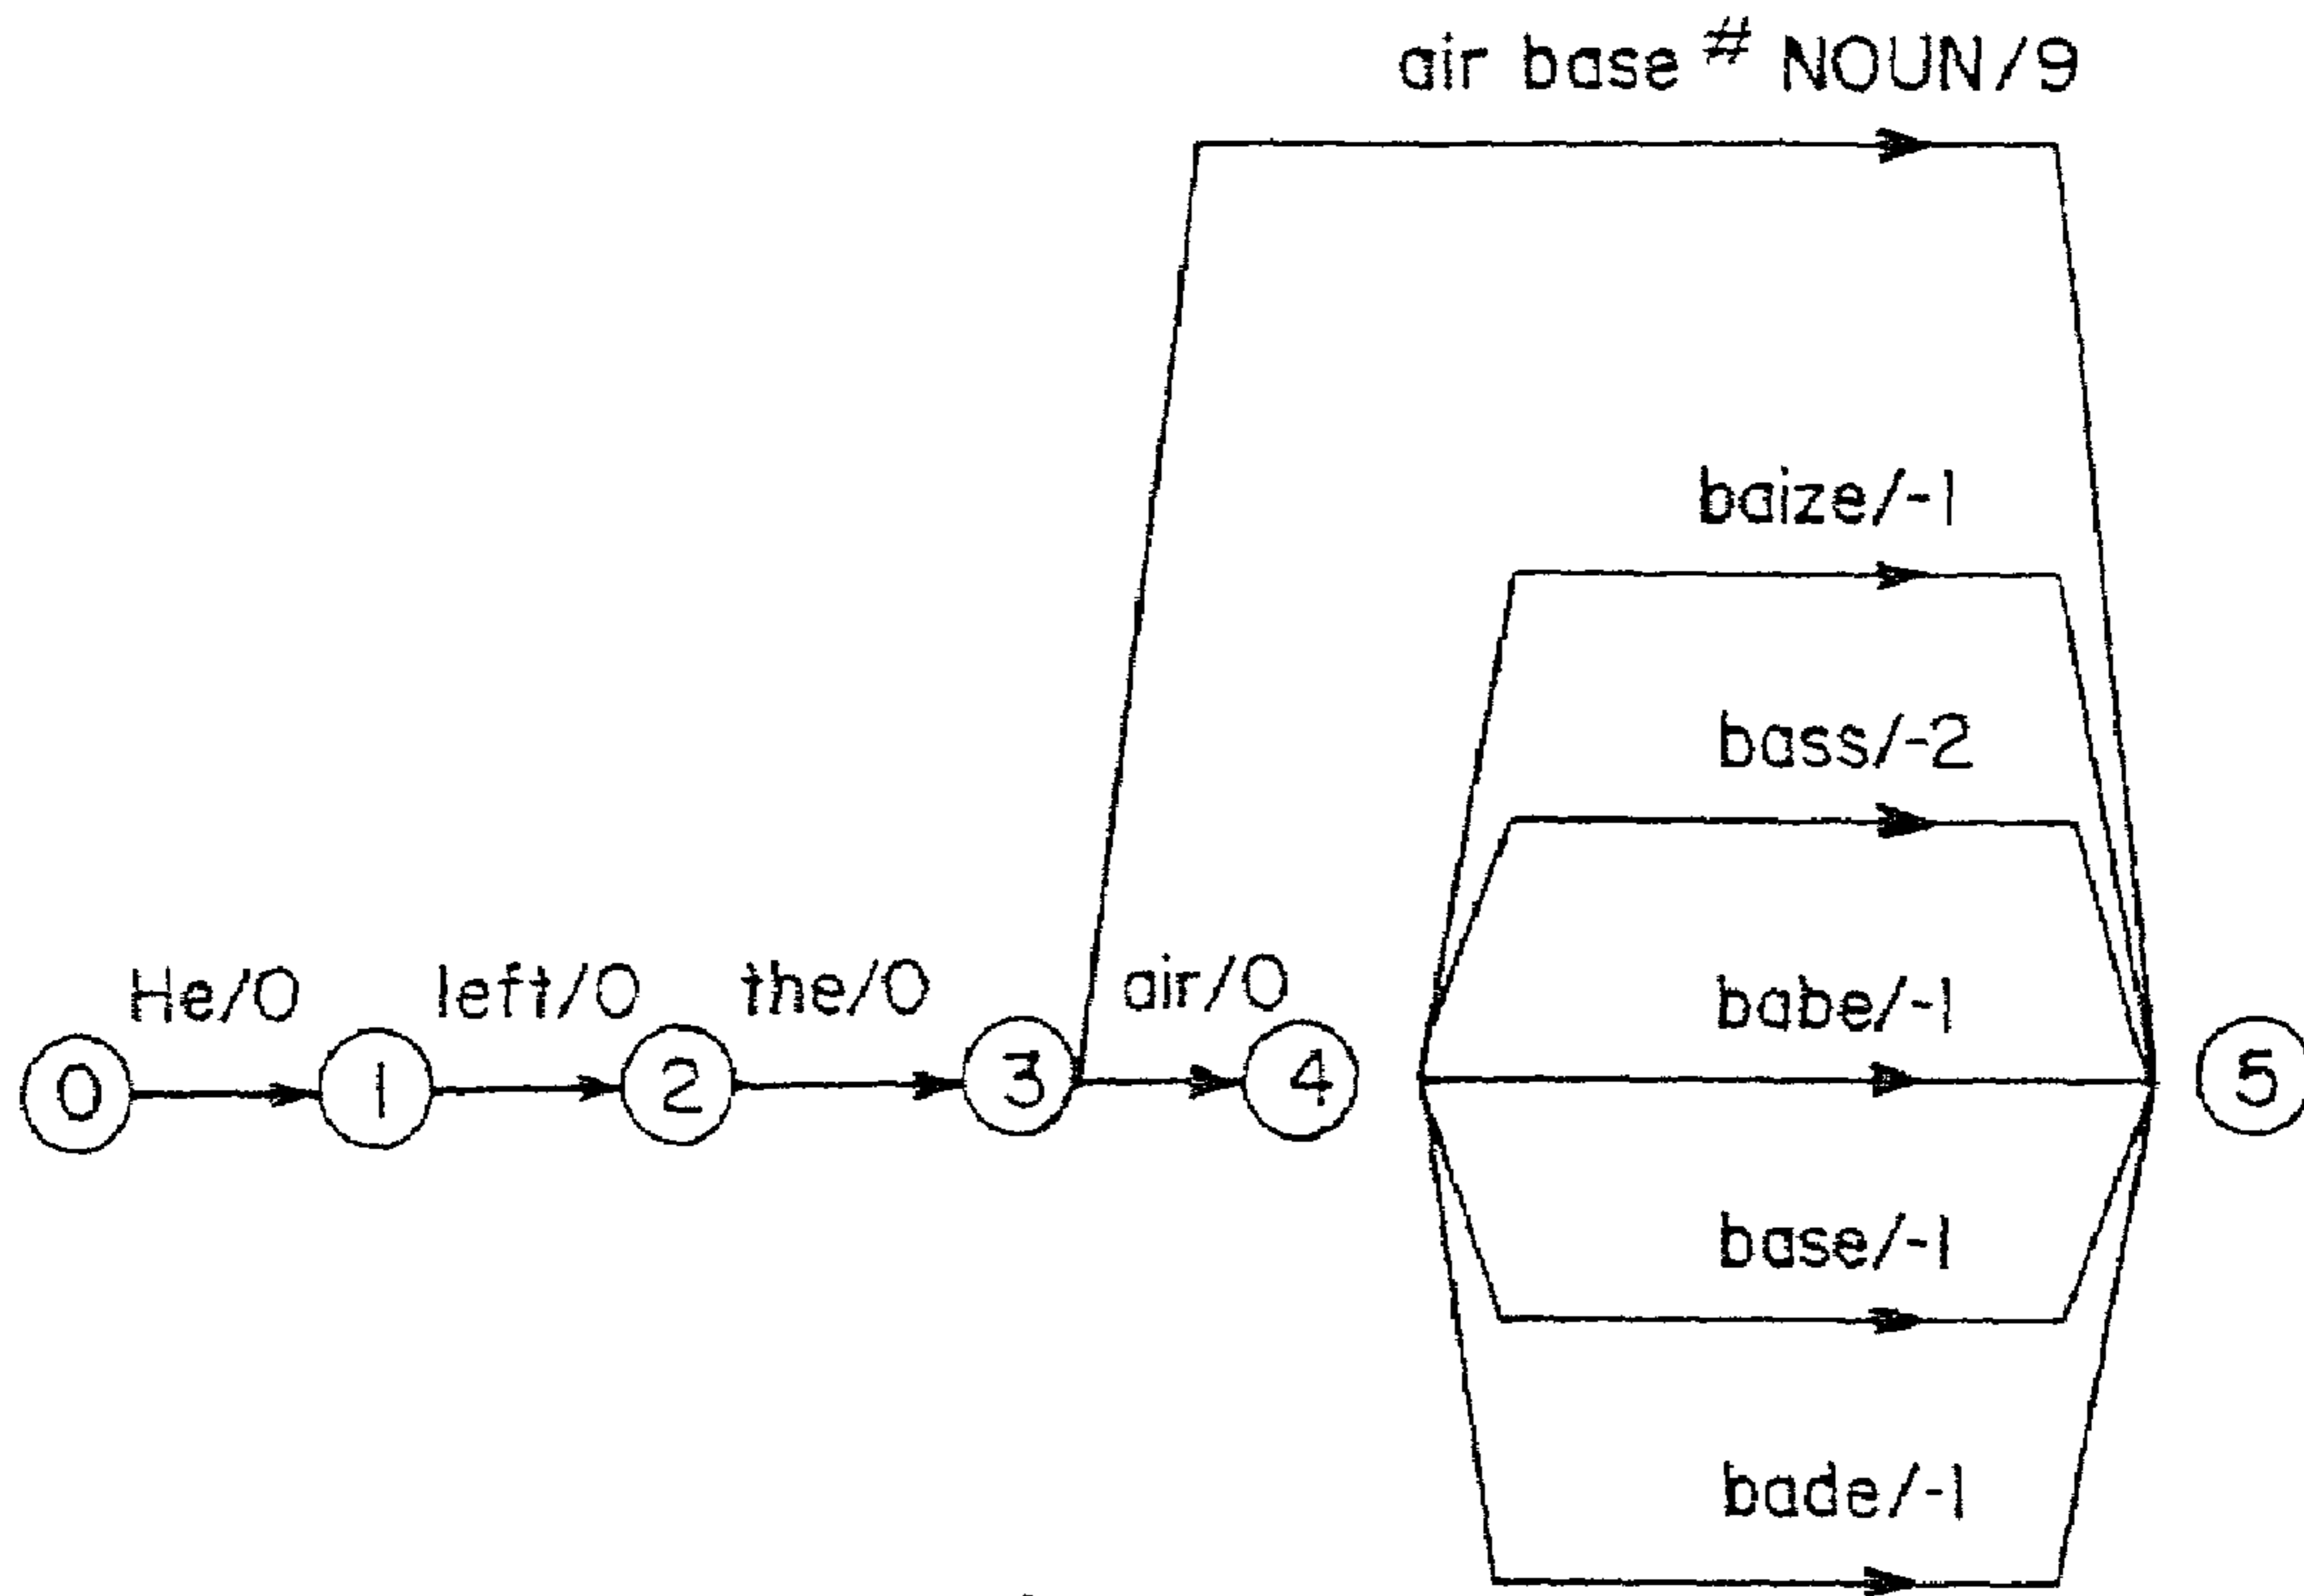 air base # NOUN/9
baize/-1
bass/-2
He/0 left/0 the/0 air/0 babe/-1
0 1 2 3 4 5
base/-1
bade/-1